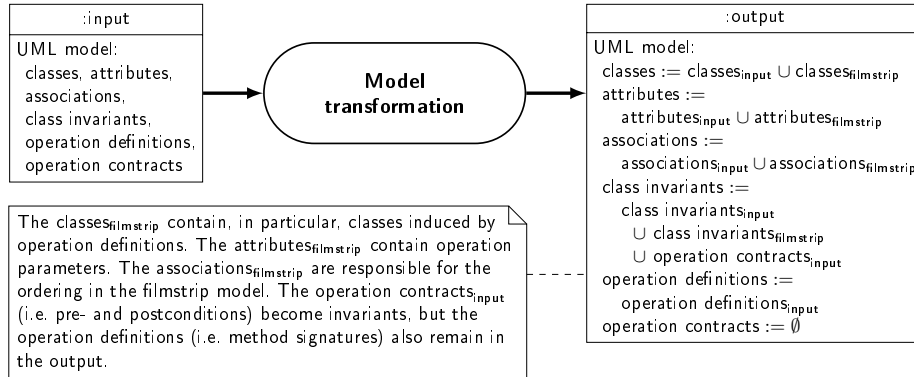 :input
UML model:
classes, attributes,
associations,
class invariants,
operation definitions,
operation contracts
Model
transformation
:output
UML model:
classes := classesinput ∪ classesfilmstrip
attributes :=
attributesinput ∪ attributesfilmstrip
associations :=
associationsinput ∪ associationsfilmstrip
class invariants :=
class invariantsinput
∪ class invariantsfilmstrip
∪ operation contractsinput
operation definitions :=
operation definitionsinput
operation contracts := ∅
The classesfilmstrip contain, in particular, classes induced by
operation definitions. The attributesfilmstrip contain operation
parameters. The associationsfilmstrip are responsible for the
ordering in the filmstrip model. The operation contractsinput
(i.e. pre- and postconditions) become invariants, but the
operation definitions (i.e. method signatures) also remain in
the output.